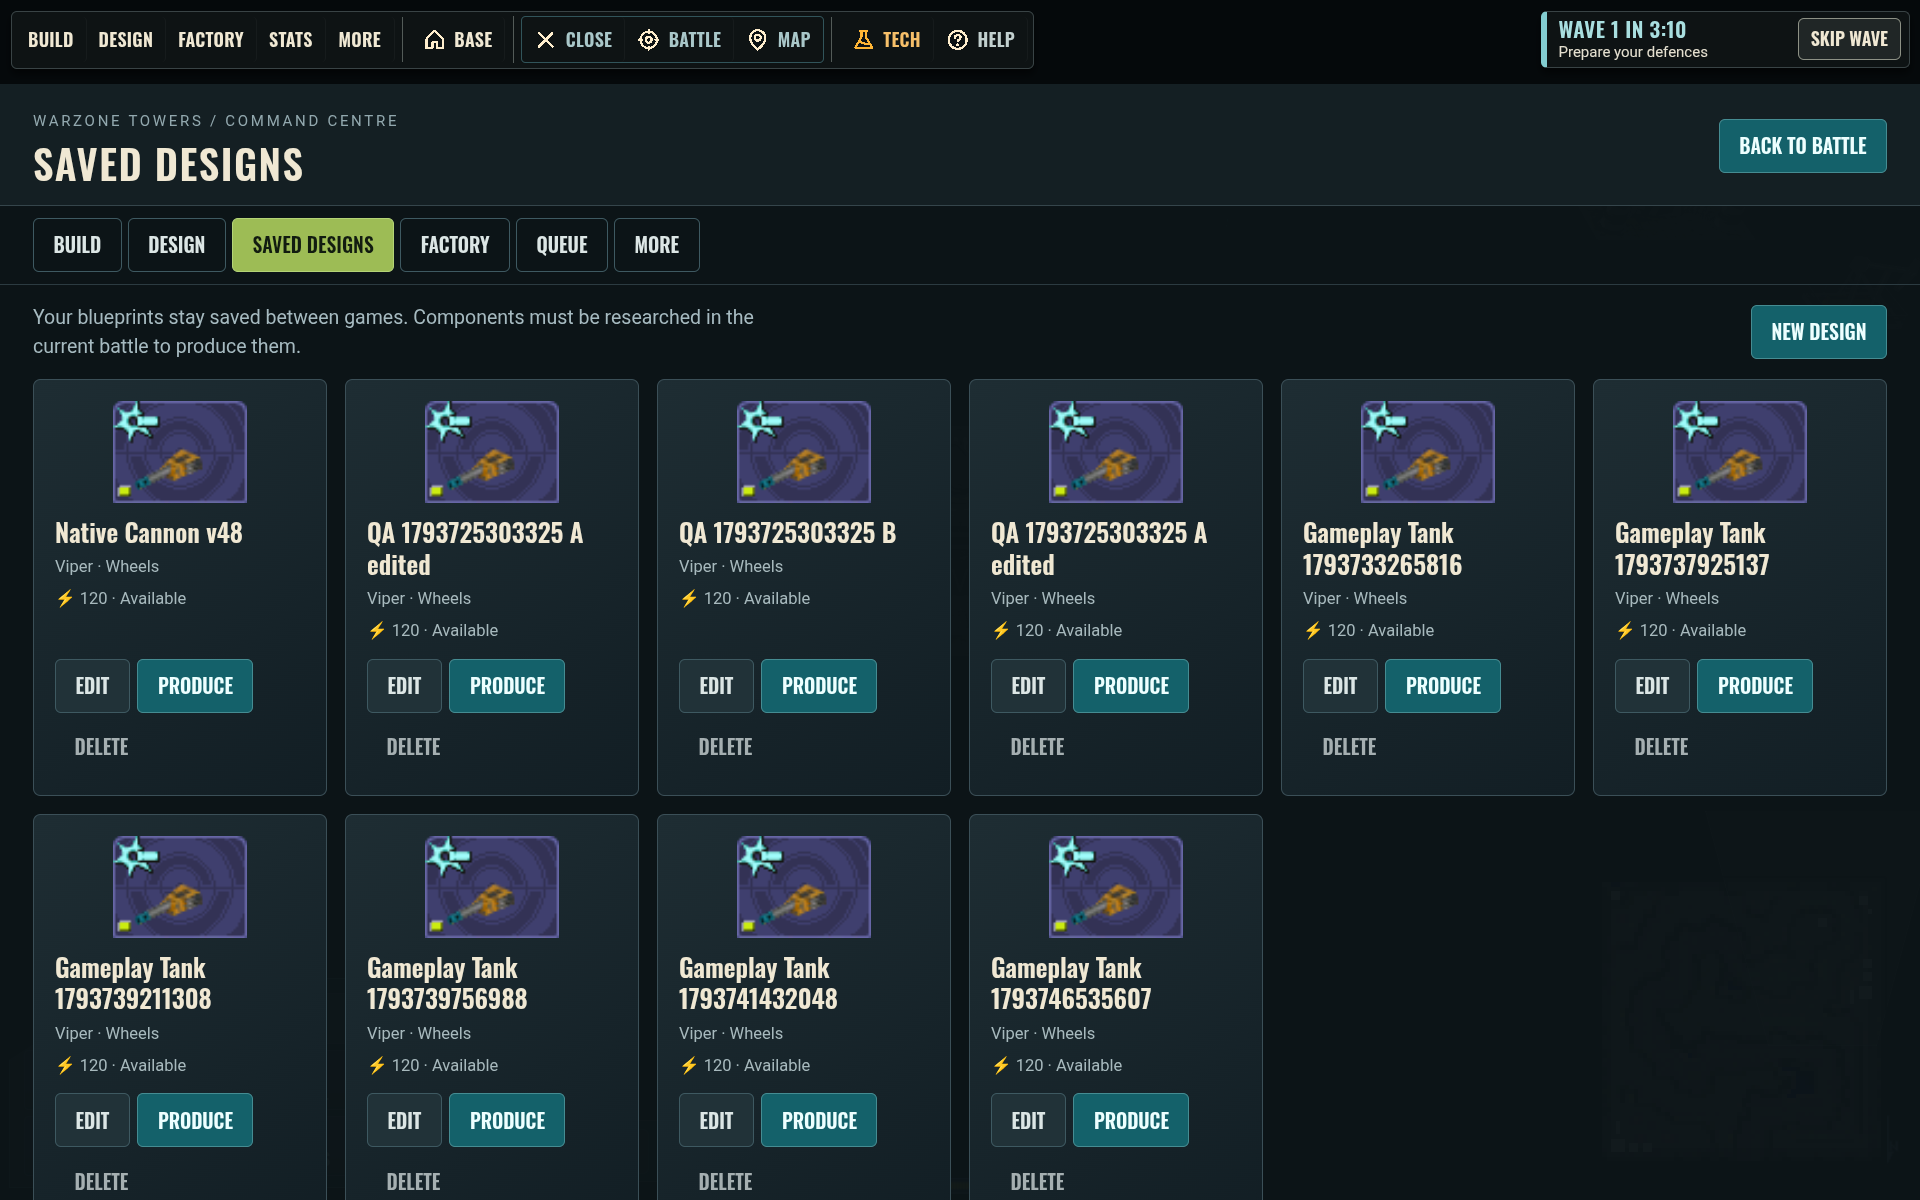 BUILD DESIGN FACTORY STATS MORE BASE CLOSE BATTLE MAP TECH HELP
WAVE 1 IN 3:10
Prepare your defences
SKIP WAVE
WARZONE TOWERS / COMMAND CENTRE
SAVED DESIGNS
BACK TO BATTLE
BUILD DESIGN SAVED DESIGNS FACTORY QUEUE MORE
Your blueprints stay saved between games. Components must be researched in the
current battle to produce them.
NEW DESIGN
Native Cannon v48
Viper · Wheels
⚡ 120 · Available
EDIT PRODUCE
DELETE
QA 1793725303325 A
edited
Viper · Wheels
⚡ 120 · Available
EDIT PRODUCE
DELETE
QA 1793725303325 B
Viper · Wheels
⚡ 120 · Available
EDIT PRODUCE
DELETE
QA 1793725303325 A
edited
Viper · Wheels
⚡ 120 · Available
EDIT PRODUCE
DELETE
Gameplay Tank
1793733265816
Viper · Wheels
⚡ 120 · Available
EDIT PRODUCE
DELETE
Gameplay Tank
1793737925137
Viper · Wheels
⚡ 120 · Available
EDIT PRODUCE
DELETE
Gameplay Tank
1793739211308
Viper · Wheels
⚡ 120 · Available
EDIT PRODUCE
DELETE
Gameplay Tank
1793739756988
Viper · Wheels
⚡ 120 · Available
EDIT PRODUCE
DELETE
Gameplay Tank
1793741432048
Viper · Wheels
⚡ 120 · Available
EDIT PRODUCE
DELETE
Gameplay Tank
1793746535607
Viper · Wheels
⚡ 120 · Available
EDIT PRODUCE
DELETE